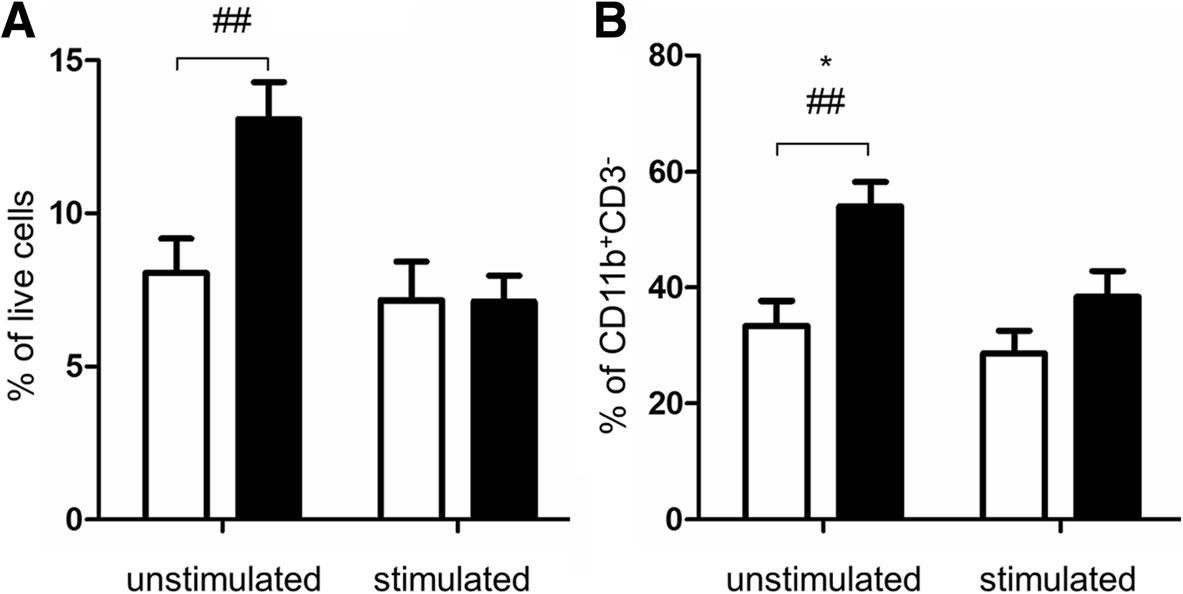 A
##
15
10
5
0
% of live cells
unstimulated
stimulated
B
*
##
80
60
40
20
0
% of CD11b⁺CD3⁻
unstimulated
stimulated